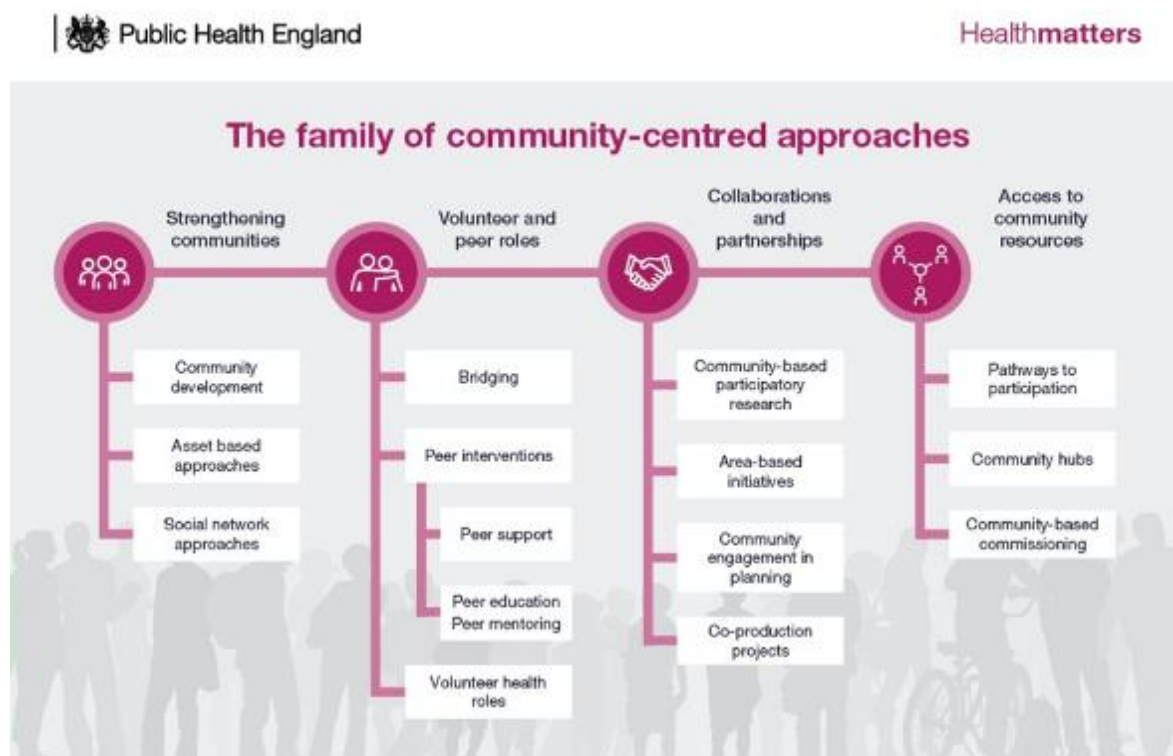 Public Health England
Healthmatters
The family of community-centred approaches
Strengthening
communities
Community
development
Asset based
approaches
Social network
approaches
Volunteer and
peer roles
Bridging
Peer interventions
Peer support
Peer education
Peer mentoring
Volunteer health
roles
Collaborations
and
partnerships
Community-based
participatory
research
Area-based
initiatives
Community
engagement in
planning
Co-production
projects
Access to
community
resources
Pathways to
participation
Community hubs
Community-based
commissioning